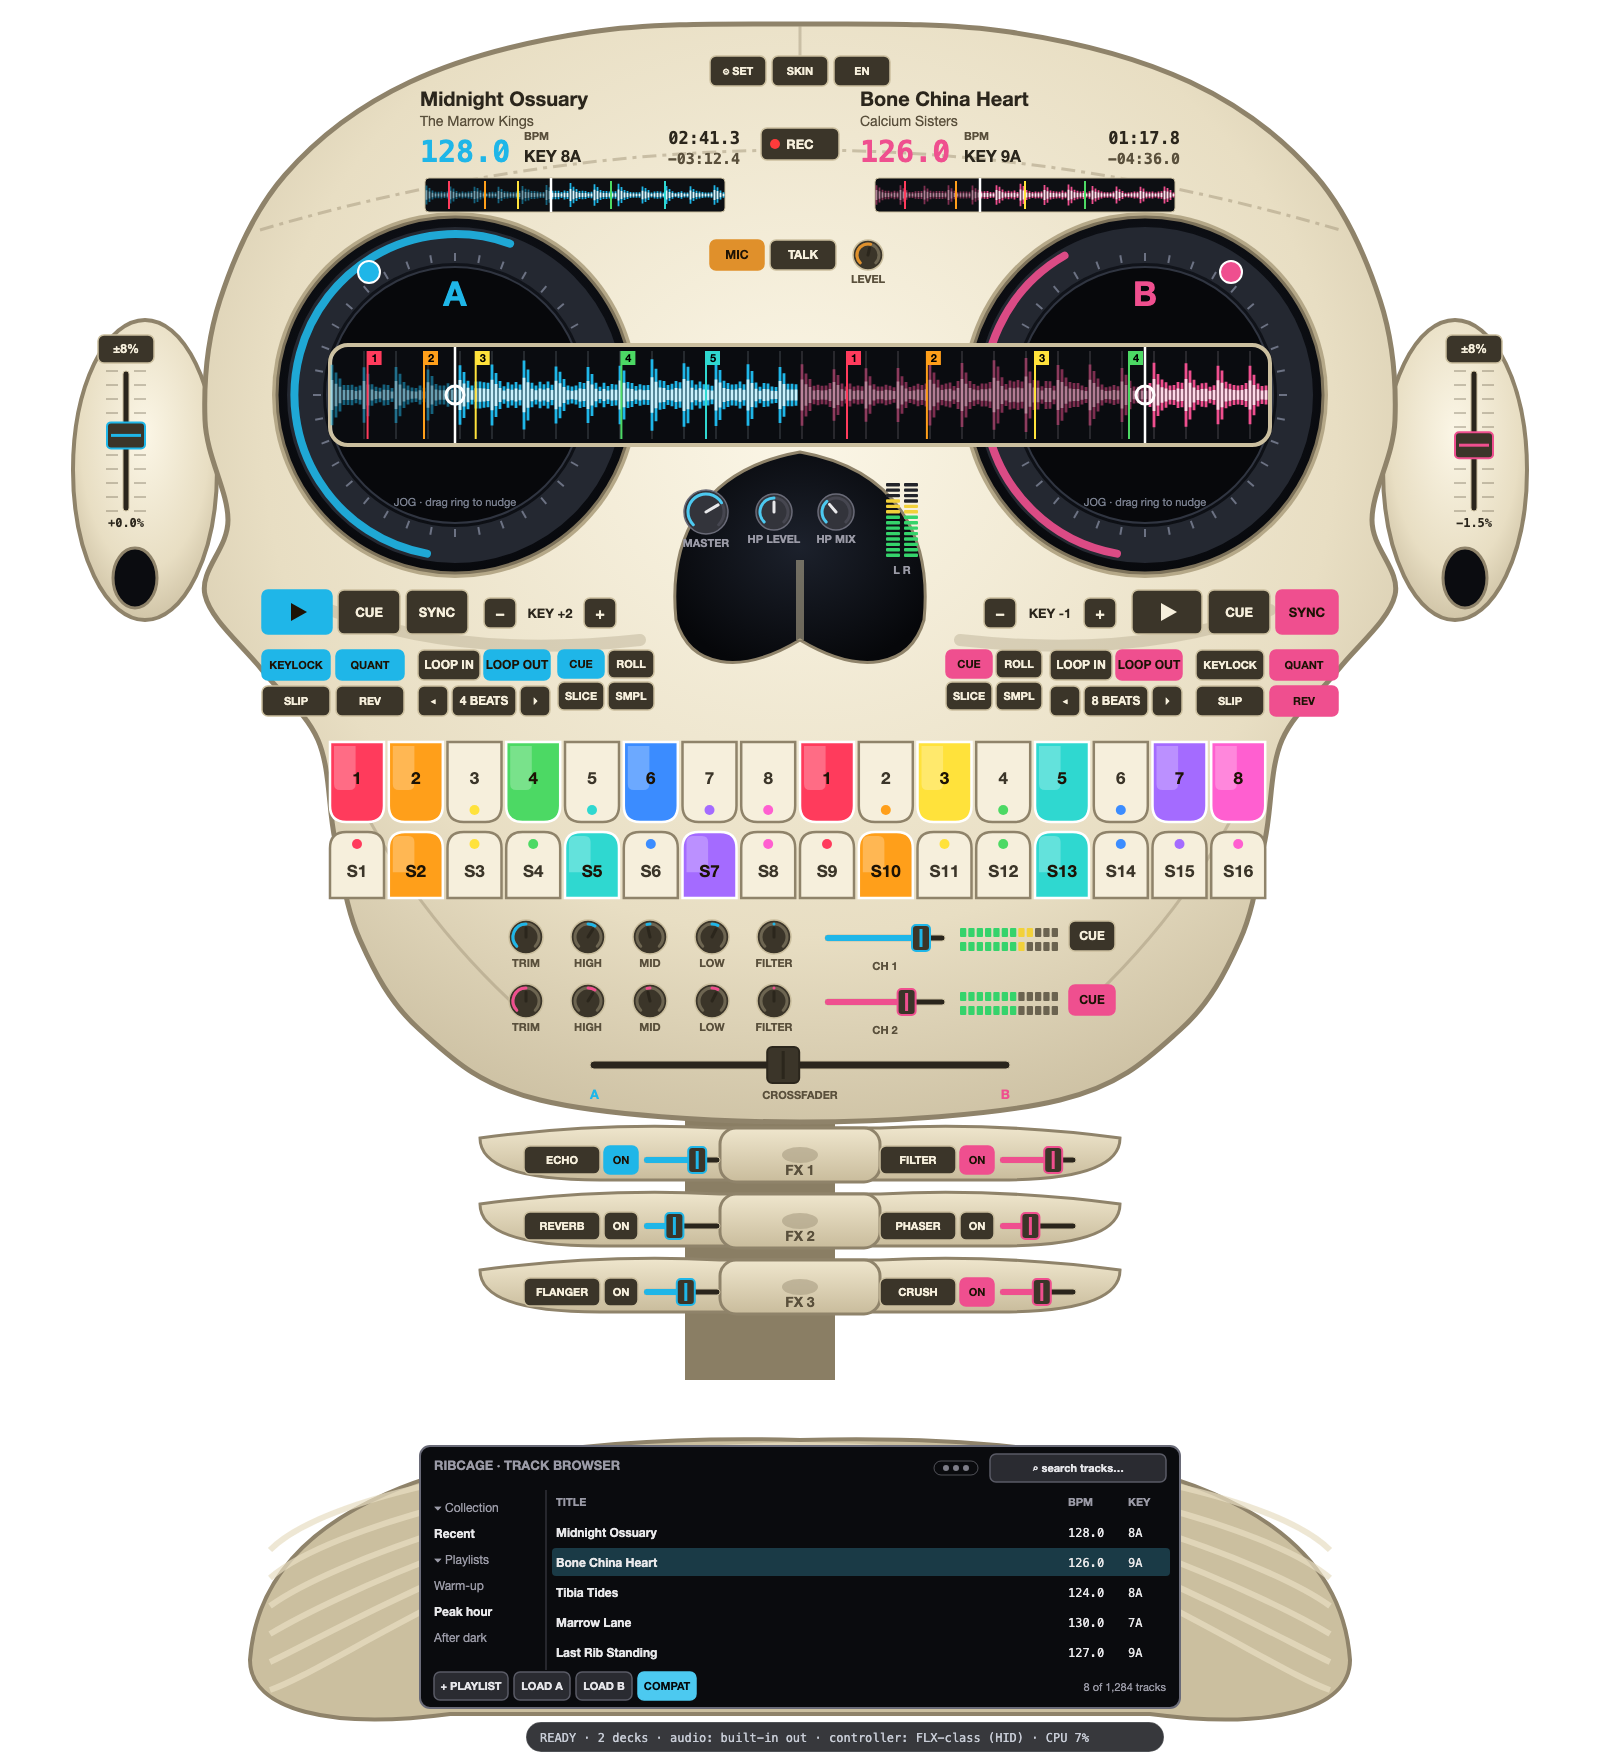 ⚙ SET SKIN EN
Midnight Ossuary
The Marrow Kings
128.0 BPM KEY 8A 02:41.3 −03:12.4
REC
Bone China Heart
Calcium Sisters
126.0 BPM KEY 9A 01:17.8 −04:36.0
MIC TALK LEVEL
A
B
±8%
±8%
1 2 3 4 5 1 2 3 4
+0.0%
−1.5%
JOG · drag ring to nudge
JOG · drag ring to nudge
MASTER HP LEVEL HP MIX
L R
CUE SYNC − KEY +2 +
− KEY -1 + CUE SYNC
KEYLOCK QUANT LOOP IN LOOP OUT CUE ROLL
CUE ROLL LOOP IN LOOP OUT KEYLOCK QUANT
SLIP REV 4 BEATS SLICE SMPL
SLICE SMPL 8 BEATS SLIP REV
1 2 3 4 5 6 7 8 1 2 3 4 5 6 7 8
S1 S2 S3 S4 S5 S6 S7 S8 S9 S10 S11 S12 S13 S14 S15 S16
TRIM HIGH MID LOW FILTER CH 1 CUE
TRIM HIGH MID LOW FILTER CH 2 CUE
A CROSSFADER B
ECHO ON FX 1 FILTER ON
REVERB ON FX 2 PHASER ON
FLANGER ON FX 3 CRUSH ON
RIBCAGE · TRACK BROWSER
⌕ search tracks...
▾ Collection
Recent
▾ Playlists
Warm-up
Peak hour
After dark
TITLE BPM KEY
Midnight Ossuary 128.0 8A
Bone China Heart 126.0 9A
Tibia Tides 124.0 8A
Marrow Lane 130.0 7A
Last Rib Standing 127.0 9A
+ PLAYLIST LOAD A LOAD B COMPAT
8 of 1,284 tracks
READY · 2 decks · audio: built-in out · controller: FLX-class (HID) · CPU 7%